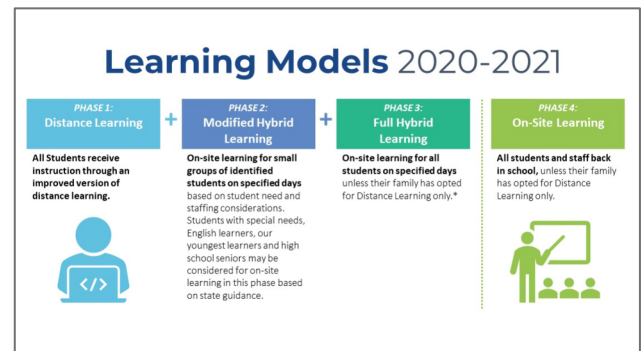 Learning Models 2020-2021
PHASE 1:
Distance Learning
+
PHASE 2:
Modified Hybrid
Learning
+
PHASE 3:
Full Hybrid
Learning
PHASE 4:
On-Site Learning
All Students receive
instruction through an
improved version of
distance learning.
</>
On-site learning for small
groups of identified
students on specified days
based on student need and
staffing considerations.
Students with special needs,
English learners, our
youngest learners and high
school seniors may be
considered for on-site
learning in this phase based
on state guidance.
On-site learning for all
students on specified days
unless their family has opted
for Distance Learning only.*
All students and staff back
in school, unless their family
has opted for Distance
Learning only.